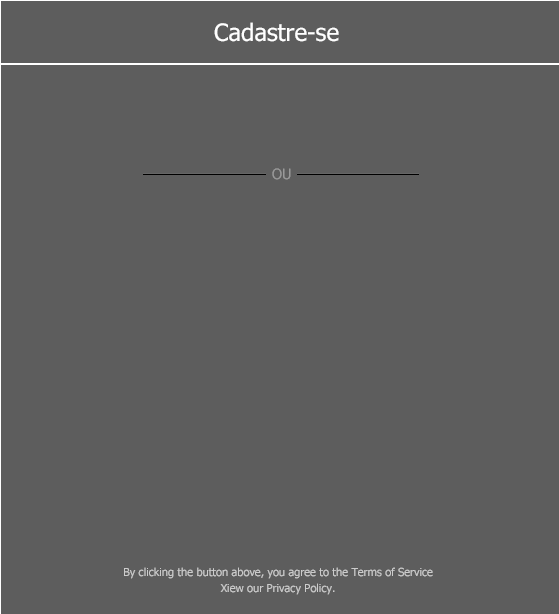 Cadastre-se
OU
By clicking the button above, you agree to the Terms of Service
Xiew our Privacy Policy.